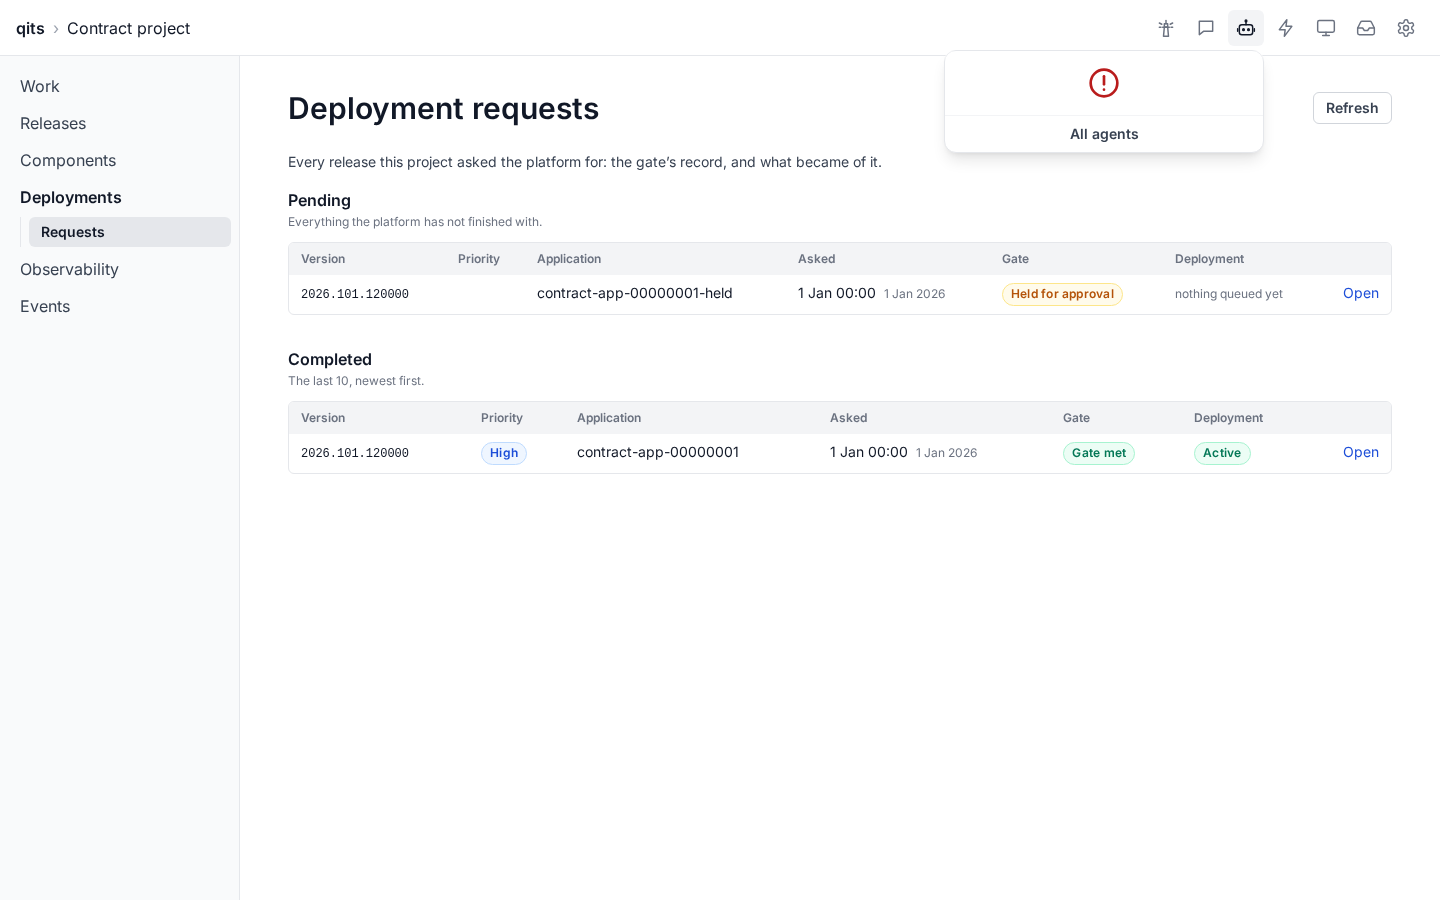 qits › Contract project
All agents
Work
Releases
Components
Deployments
Requests
Observability
Events
Deployment requests
Refresh
Every release this project asked the platform for: the gate’s record, and what became of it.
Pending
Everything the platform has not finished with.
Version Priority Application Asked Gate Deployment
2026.101.120000 contract-app-00000001-held 1 Jan 00:00 1 Jan 2026 Held for approval nothing queued yet Open
Completed
The last 10, newest first.
Version Priority Application Asked Gate Deployment
2026.101.120000 High contract-app-00000001 1 Jan 00:00 1 Jan 2026 Gate met Active Open